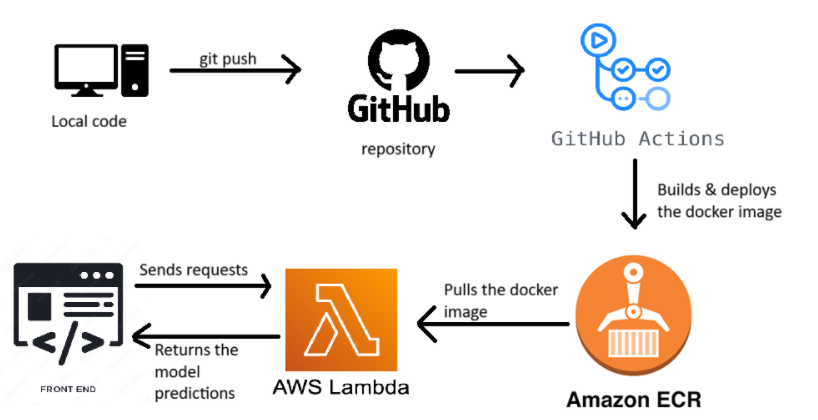 git push
Local code
GitHub
repository
GitHub Actions
Builds & deploys
the docker image
Sends requests
Pulls the docker
image
Returns the
model
predictions
FRONT END
AWS Lambda
Amazon ECR